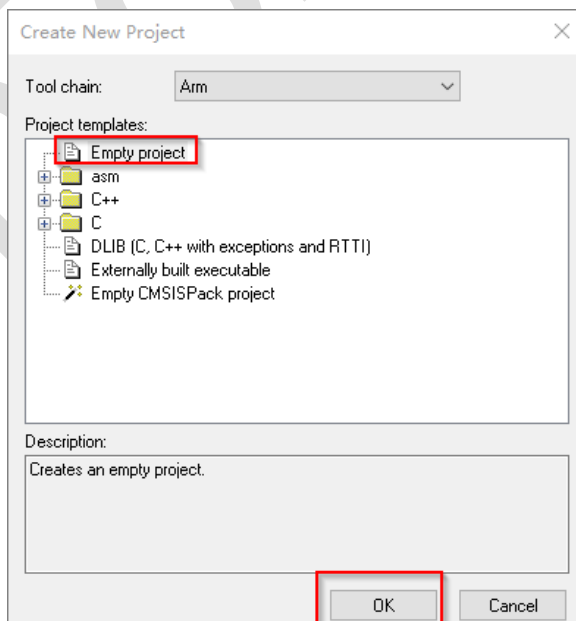 Create New Project
Tool chain: Arm
Project templates:
Empty project
asm
C++
C
DLIB (C, C++ with exceptions and RTTI)
Externally built executable
Empty CMSISPack project
Description:
Creates an empty project.
OK Cancel